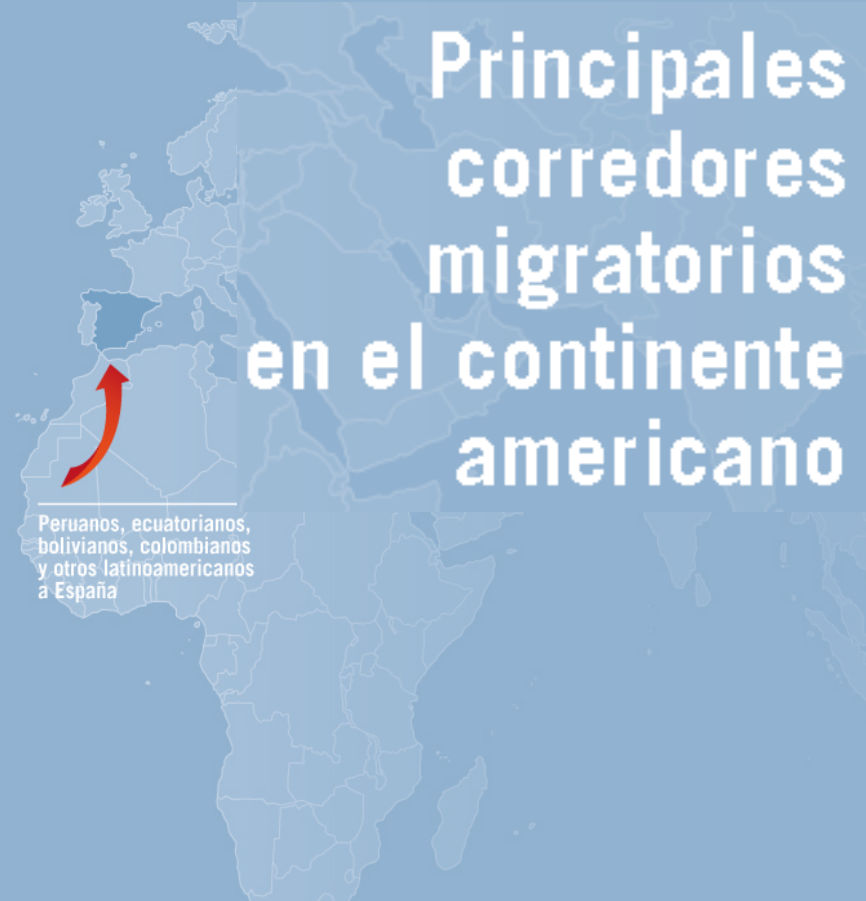 Principales
corredores
migratorios
en el continente
americano
Peruanos, ecuatorianos,
bolivianos, colombianos
y otros latinoamericanos
a España